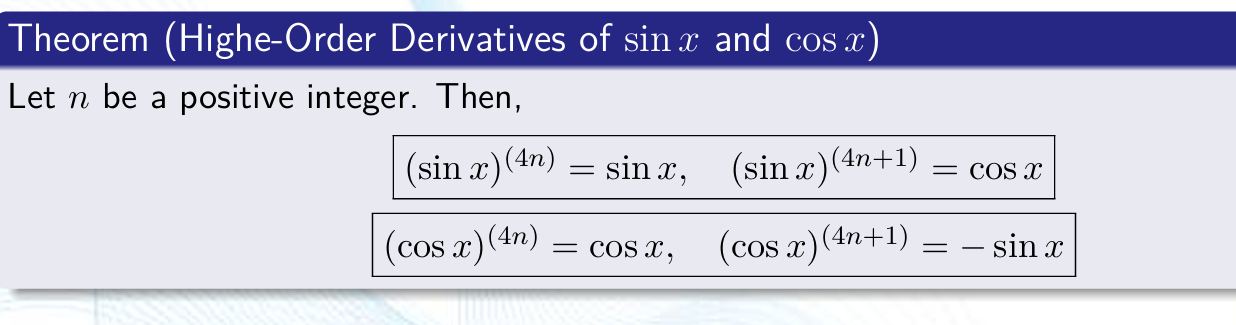 Theorem (Highe-Order Derivatives of sin x and cos x)
Let n be a positive integer. Then,
(sin x)^(4n) = sin x, (sin x)^(4n+1) = cos x
(cos x)^(4n) = cos x, (cos x)^(4n+1) = − sin x